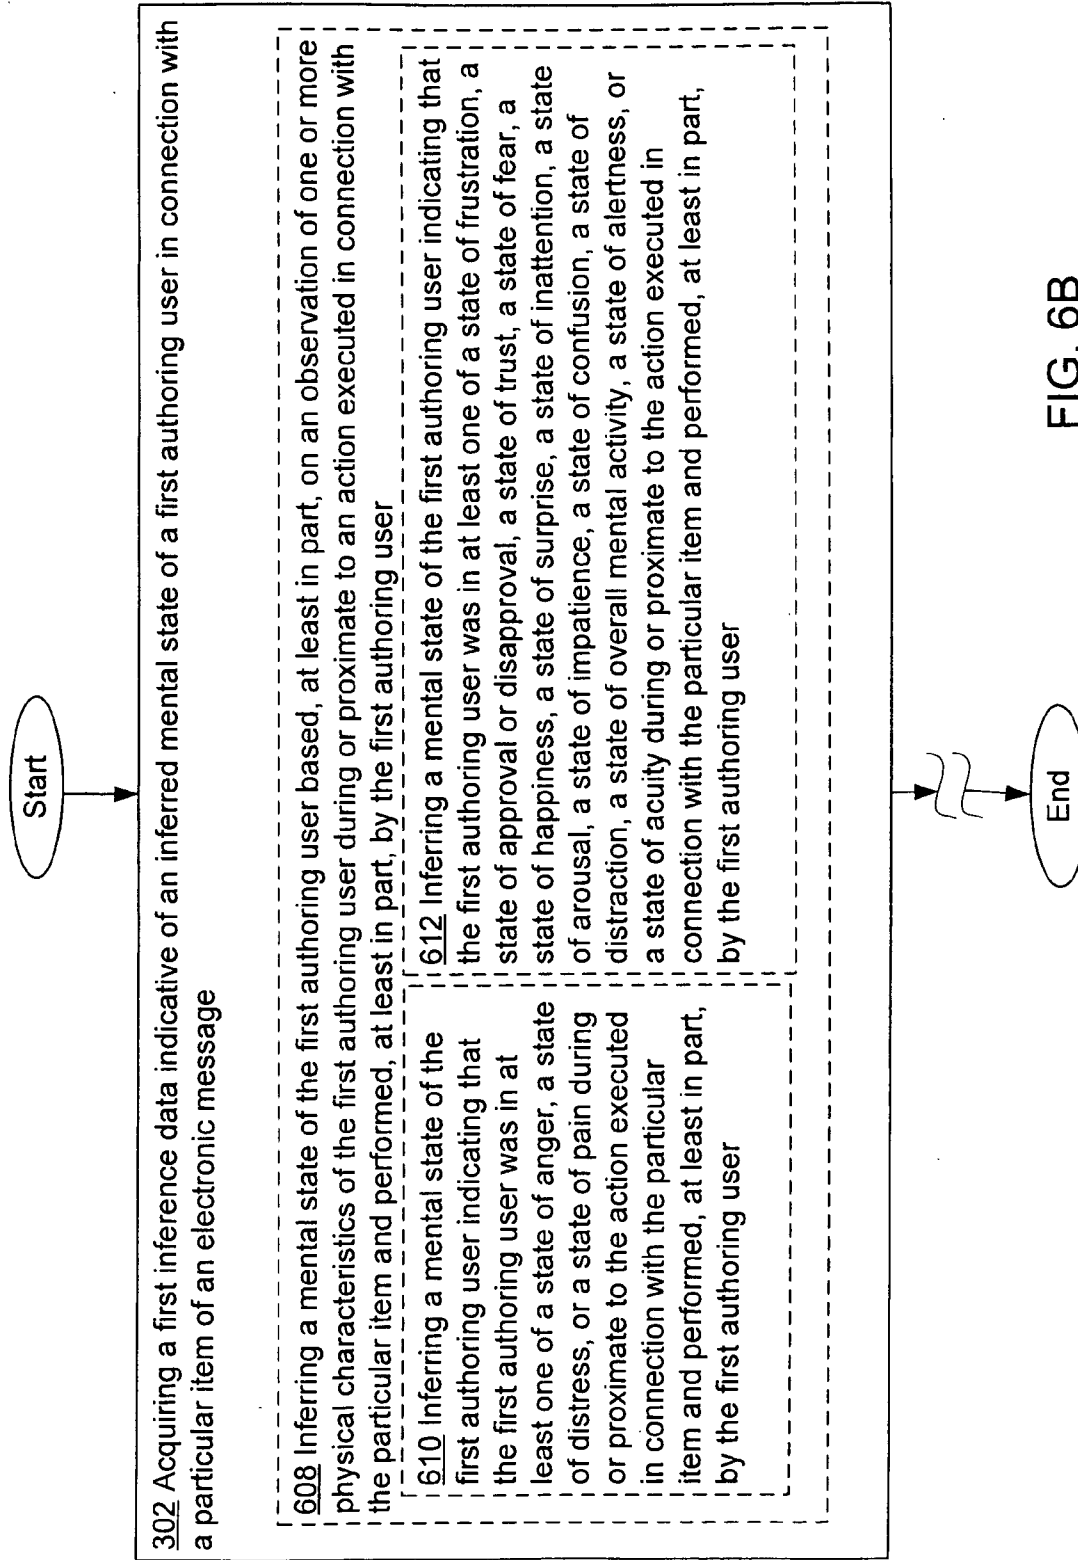 Start
302 Acquiring a first inference data indicative of an inferred mental state of a first authoring user in connection with
a particular item of an electronic message
608 Inferring a mental state of the first authoring user based, at least in part, on an observation of one or more
physical characteristics of the first authoring user during or proximate to an action executed in connection with
the particular item and performed, at least in part, by the first authoring user
610 Inferring a mental state of the
first authoring user indicating that
the first authoring user was in at
least one of a state of anger, a state
of distress, or a state of pain during
or proximate to the action executed
in connection with the particular
item and performed, at least in part,
by the first authoring user
612 Inferring a mental state of the first authoring user indicating that
the first authoring user was in at least one of a state of frustration, a
state of approval or disapproval, a state of trust, a state of fear, a
state of happiness, a state of surprise, a state of inattention, a state
of arousal, a state of impatience, a state of confusion, a state of
distraction, a state of overall mental activity, a state of alertness, or
a state of acuity during or proximate to the action executed in
connection with the particular item and performed, at least in part,
by the first authoring user
End
FIG. 6B